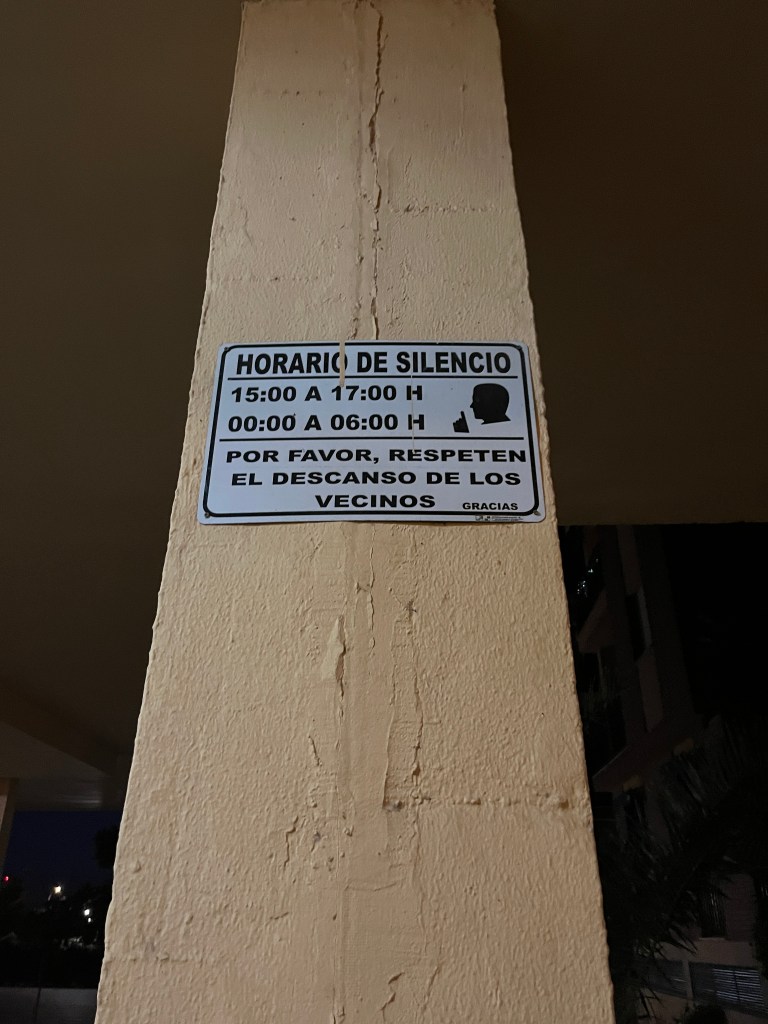 HORARIO DE SILENCIO
15:00 A 17:00 H
00:00 A 06:00 H
POR FAVOR, RESPETEN
EL DESCANSO DE LOS
VECINOS
GRACIAS